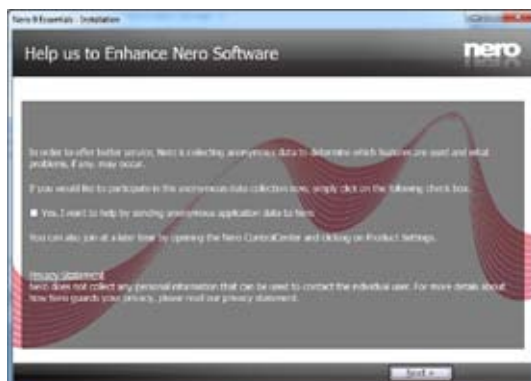 Nero 9 Essentials - Installation
Help us to Enhance Nero Software
nero
In order to offer better service, Nero is collecting anonymous data to determine which features are used and what
problems, if any, may occur.
If you would like to participate in this anonymous data collection now, simply click on the following check box.
Yes, I want to help by sending anonymous application data to Nero
You can also join at a later time by opening the Nero ControlCenter and clicking on Product Settings.
Privacy Statement
Nero does not collect any personal information that can be used to contact the individual user. For more details about
how Nero guards your privacy, please read our privacy statement.
Next »